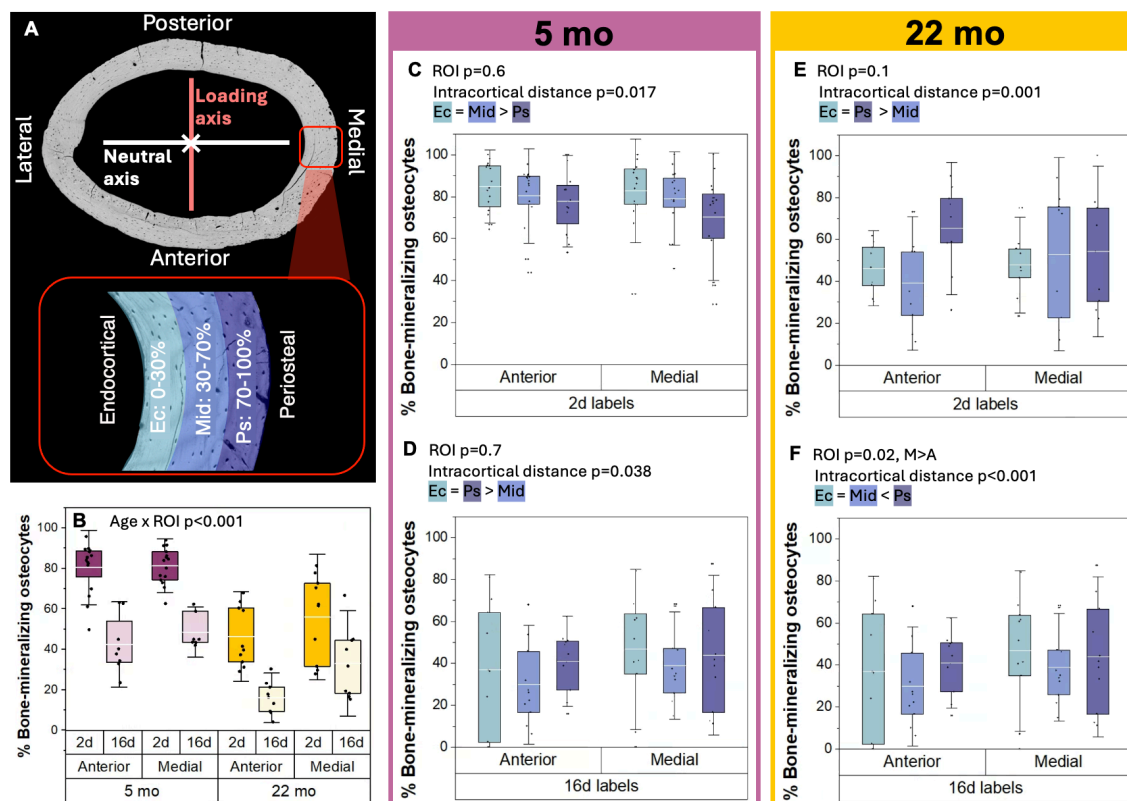 A
Posterior
Loading
axis
Neutral
axis
Lateral
Medial
Anterior
Endocortical
Ec: 0-30%
Mid: 30-70%
Ps: 70-100%
Periosteal
B
Age x ROI p<0.001
% Bone-mineralizing osteocytes
100
80
60
40
20
0
2d 16d 2d 16d 2d 16d 2d 16d
Anterior Medial Anterior Medial
5 mo 22 mo
5 mo
C ROI p=0.6
Intracortical distance p=0.017
Ec = Mid > Ps
% Bone-mineralizing osteocytes
100
80
60
40
20
0
Anterior Medial
2d labels
D ROI p=0.7
Intracortical distance p=0.038
Ec = Ps > Mid
% Bone-mineralizing osteocytes
100
80
60
40
20
0
Anterior Medial
16d labels
22 mo
E ROI p=0.1
Intracortical distance p=0.001
Ec = Ps > Mid
% Bone-mineralizing osteocytes
100
80
60
40
20
0
Anterior Medial
2d labels
F ROI p=0.02, M>A
Intracortical distance p<0.001
Ec = Mid < Ps
% Bone-mineralizing osteocytes
100
80
60
40
20
0
Anterior Medial
16d labels